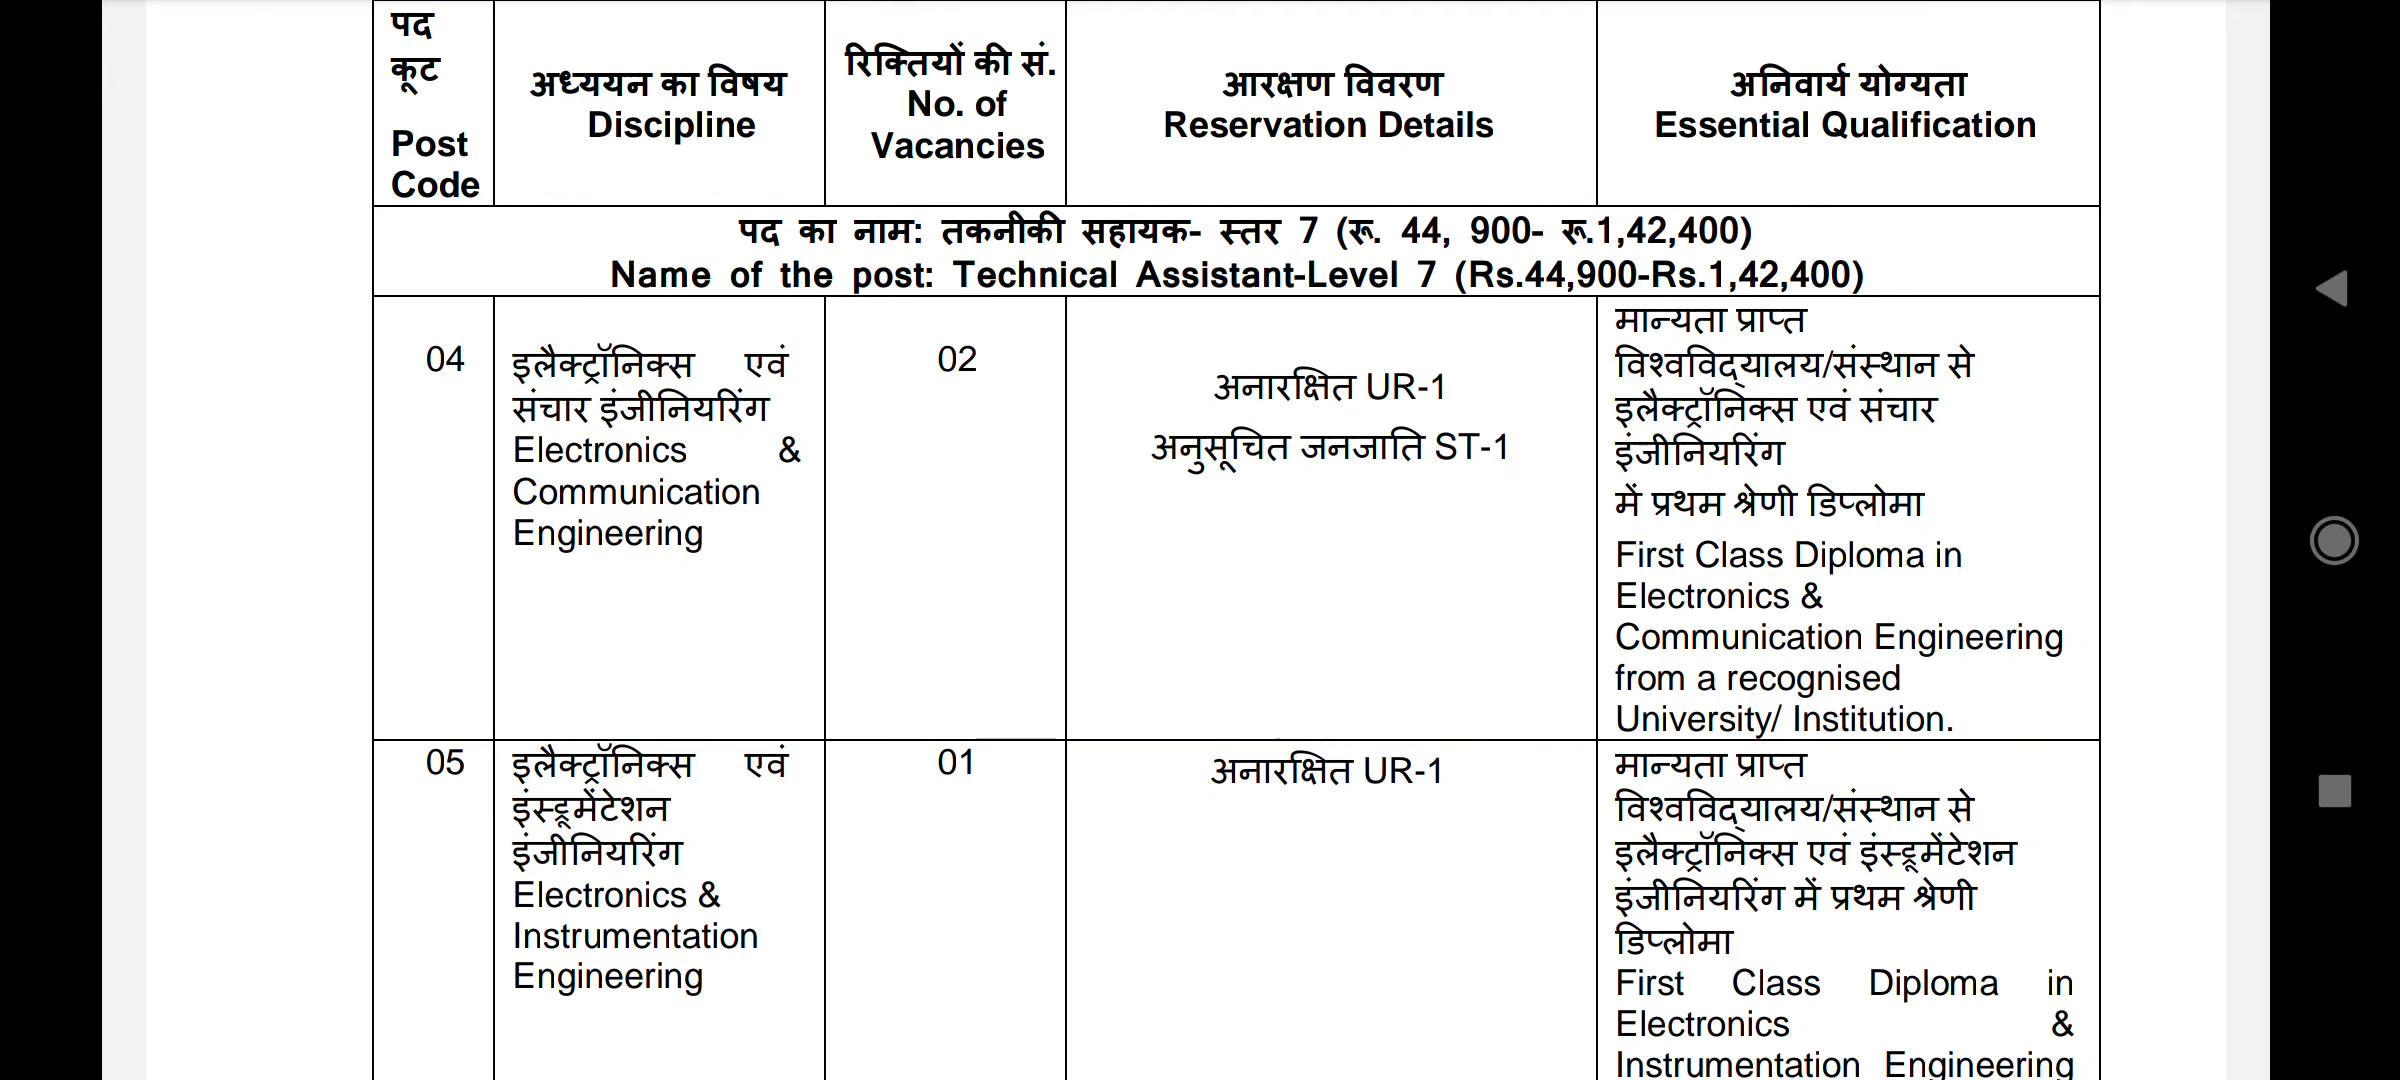 पद
कूट
Post
Code
अध्ययन का विषय
Discipline
रिक्तियों की सं.
No. of
Vacancies
आरक्षण विवरण
Reservation Details
अनिवार्य योग्यता
Essential Qualification
पद का नाम: तकनीकी सहायक- स्तर 7 (रू. 44, 900- रू.1,42,400)
Name of the post: Technical Assistant-Level 7 (Rs.44,900-Rs.1,42,400)
04
इलैक्ट्रॉनिक्स एवं
संचार इंजीनियरिंग
Electronics &
Communication
Engineering
02
अनारक्षित UR-1
अनुसूचित जनजाति ST-1
मान्यता प्राप्त
विश्वविद्यालय/संस्थान से
इलैक्ट्रॉनिक्स एवं संचार
इंजीनियरिंग
में प्रथम श्रेणी डिप्लोमा
First Class Diploma in
Electronics &
Communication Engineering
from a recognised
University/ Institution.
05
इलैक्ट्रॉनिक्स एवं
इंस्ट्रूमेंटेशन
इंजीनियरिंग
Electronics &
Instrumentation
Engineering
01
अनारक्षित UR-1
मान्यता प्राप्त
विश्वविद्यालय/संस्थान से
इलैक्ट्रॉनिक्स एवं इंस्ट्रूमेंटेशन
इंजीनियरिंग में प्रथम श्रेणी
डिप्लोमा
First Class Diploma in
Electronics &
Instrumentation Engineering